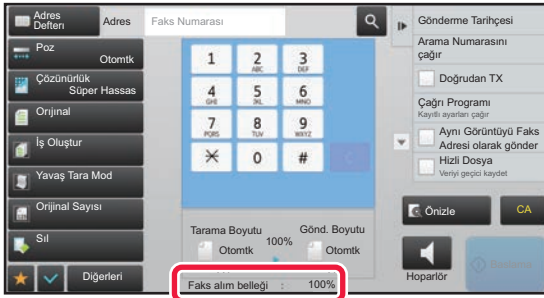 Adres
Defteri
Adres
Faks Numarası
Poz
Otomtk
Çözünürlük
Süper Hassas
Orijinal
İş Oluştur
Yavaş Tara Mod
Orijinal Sayısı
Sıl
Diğerleri
1
2
ABC
3
DEF
4
GHI
5
JKL
6
MNO
7
PQRS
8
TUV
9
WXYZ
0
#
Tarama Boyutu
Otomtk
100%
Gönd. Boyutu
Otomtk
Faks alım belleği : 100%
Gönderme Tarihçesi
Arama Numarasını
çağır
Doğrudan TX
Çağrı Programı
Kayıtlı ayarları çağır
Aynı Görüntüyü Faks
Adresi olarak gönder
Hizli Dosya
Veriyi geçici kaydet
Önizle
CA
Hoparlör